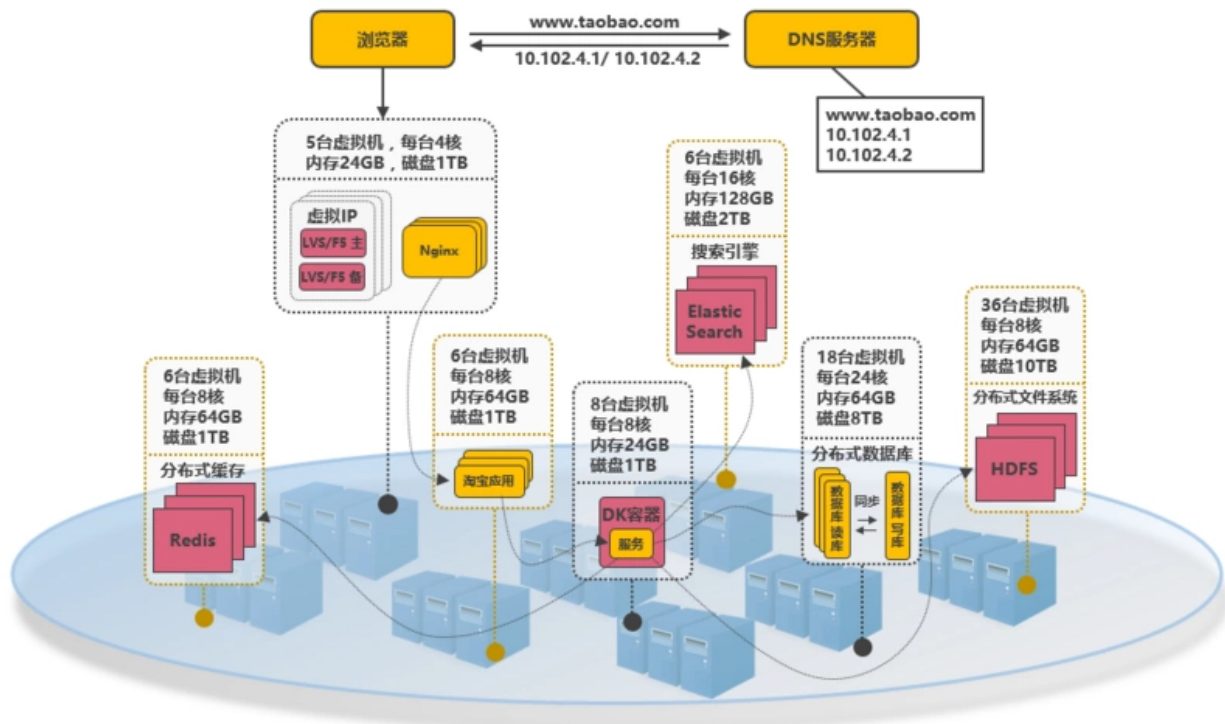 www.taobao.com
浏览器
DNS服务器
10.102.4.1/ 10.102.4.2
www.taobao.com
10.102.4.1
10.102.4.2
5台虚拟机，每台4核
内存24GB，磁盘1TB
虚拟IP
LVS/F5 主
LVS/F5 备
Nginx
6台虚拟机
每台16核
内存128GB
磁盘2TB
搜索引擎
Elastic
Search
36台虚拟机
每台8核
内存64GB
磁盘10TB
分布式文件系统
HDFS
6台虚拟机
每台8核
内存64GB
磁盘1TB
分布式缓存
Redis
6台虚拟机
每台8核
内存64GB
磁盘1TB
淘宝应用
8台虚拟机
每台8核
内存24GB
磁盘1TB
DK容器
服务
18台虚拟机
每台24核
内存64GB
磁盘8TB
分布式数据库
数据库 读库
同步
数据库 写库